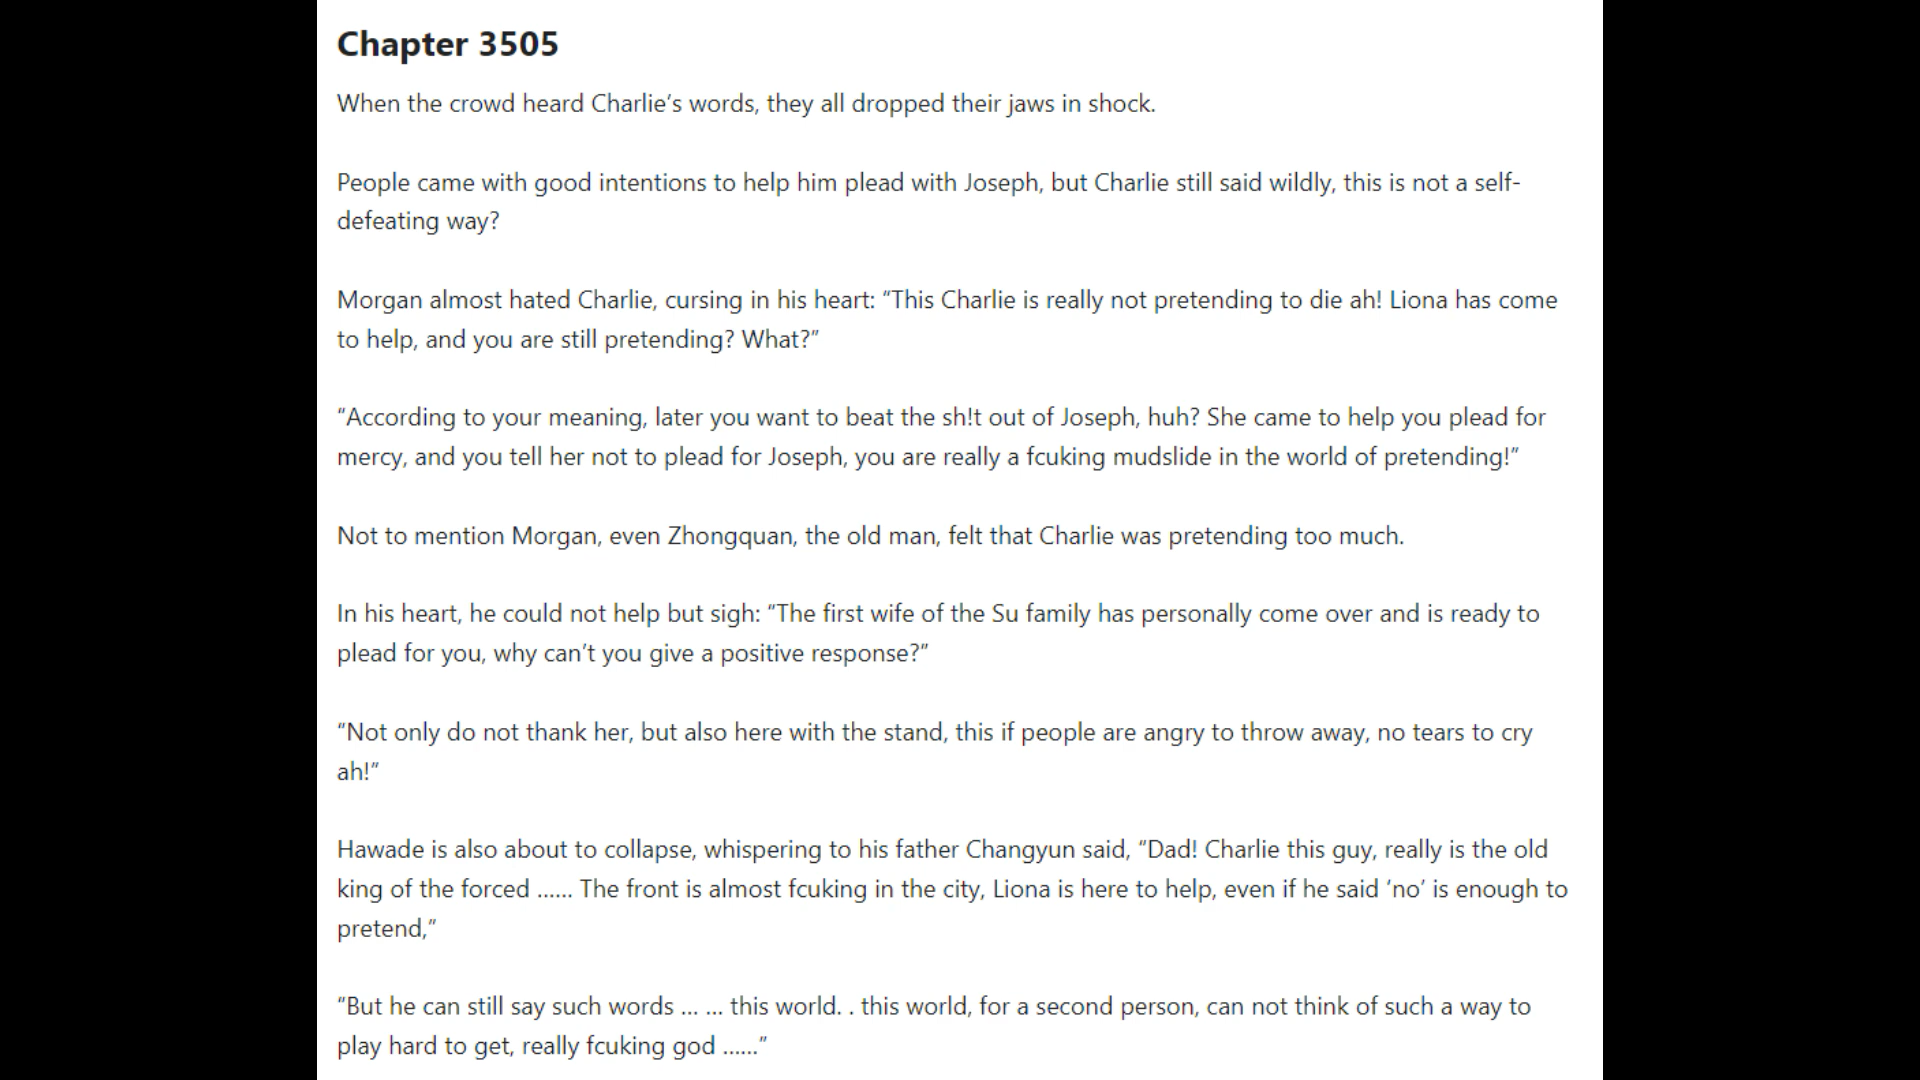 Chapter 3505
When the crowd heard Charlie’s words, they all dropped their jaws in shock.
People came with good intentions to help him plead with Joseph, but Charlie still said wildly, this is not a self-
defeating way?
Morgan almost hated Charlie, cursing in his heart: “This Charlie is really not pretending to die ah! Liona has come
to help, and you are still pretending? What?”
“According to your meaning, later you want to beat the sh!t out of Joseph, huh? She came to help you plead for
mercy, and you tell her not to plead for Joseph, you are really a fcuking mudslide in the world of pretending!”
Not to mention Morgan, even Zhongquan, the old man, felt that Charlie was pretending too much.
In his heart, he could not help but sigh: “The first wife of the Su family has personally come over and is ready to
plead for you, why can’t you give a positive response?”
“Not only do not thank her, but also here with the stand, this if people are angry to throw away, no tears to cry
ah!”
Hawade is also about to collapse, whispering to his father Changyun said, “Dad! Charlie this guy, really is the old
king of the forced …… The front is almost fcuking in the city, Liona is here to help, even if he said ‘no’ is enough to
pretend,”
“But he can still say such words … … this world. . this world, for a second person, can not think of such a way to
play hard to get, really fcuking god ……”